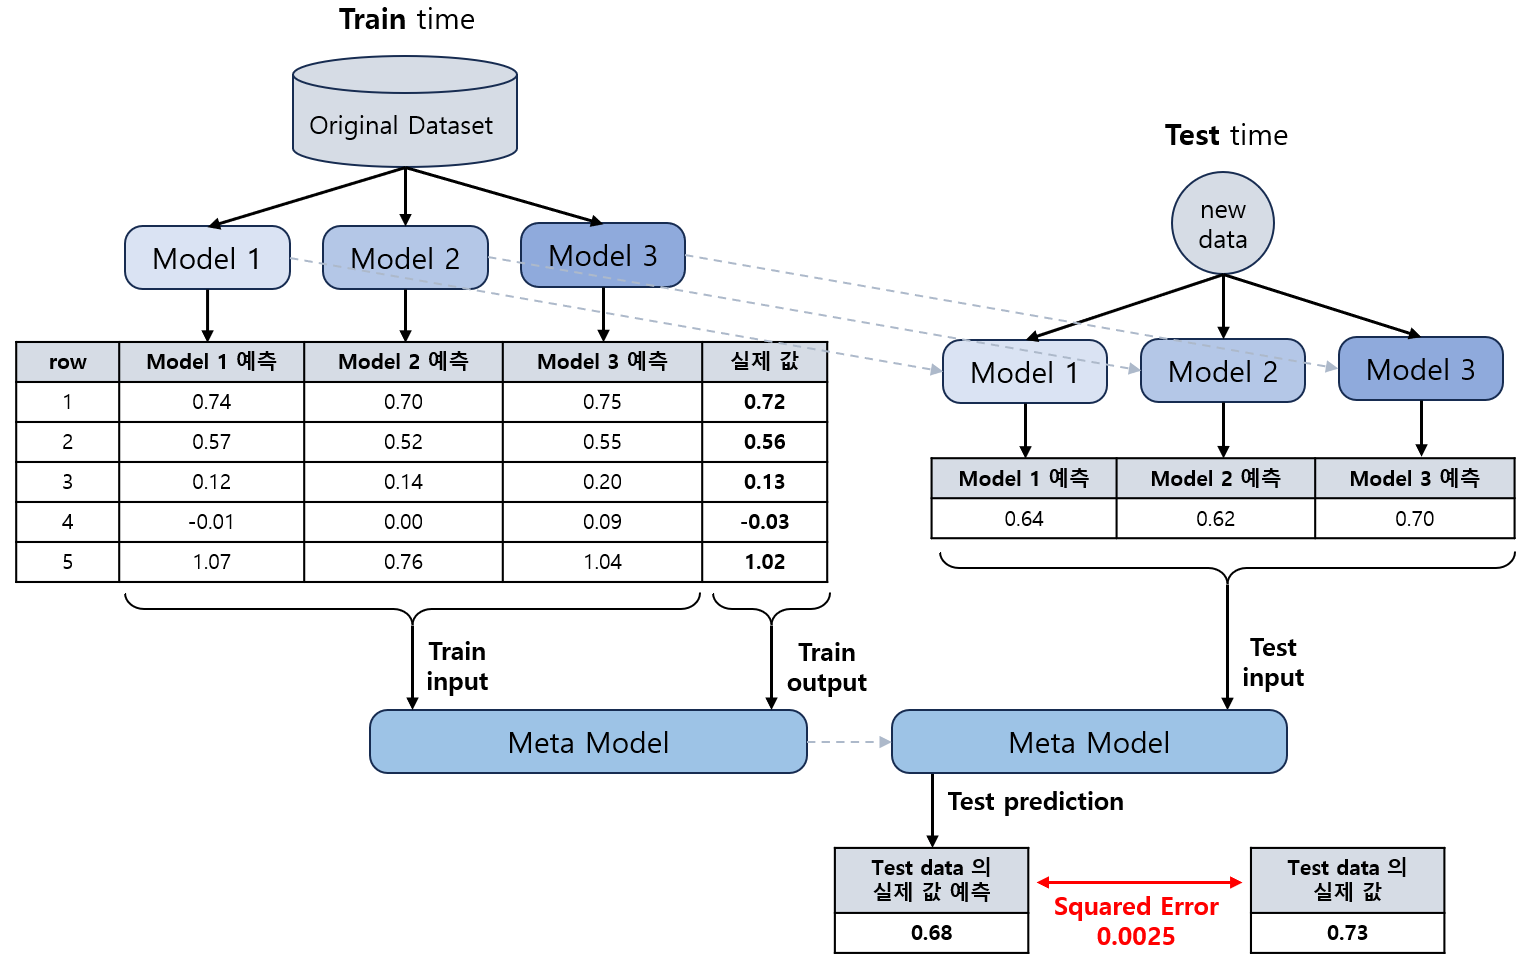 Train time
Original Dataset
Model 1
Model 2
Model 3
row Model 1 예측 Model 2 예측 Model 3 예측 실제 값
1 0.74 0.70 0.75 0.72
2 0.57 0.52 0.55 0.56
3 0.12 0.14 0.20 0.13
4 -0.01 0.00 0.09 -0.03
5 1.07 0.76 1.04 1.02
Train
input
Train
output
Meta Model
Test time
new
data
Model 1
Model 2
Model 3
Model 1 예측 Model 2 예측 Model 3 예측
0.64 0.62 0.70
Test
input
Meta Model
Test prediction
Test data 의
실제 값 예측
0.68
Squared Error
0.0025
Test data 의
실제 값
0.73